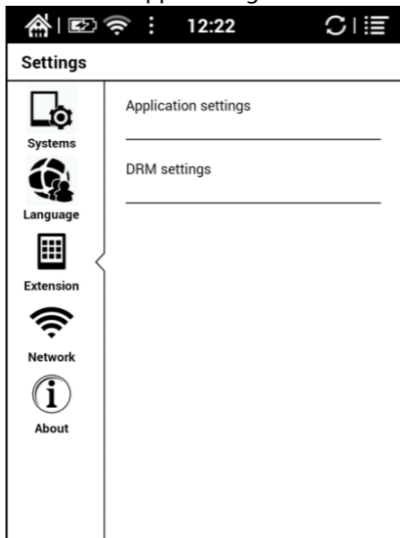 12:22
Settings
Systems
Language
Extension
Network
About
Application settings
DRM settings